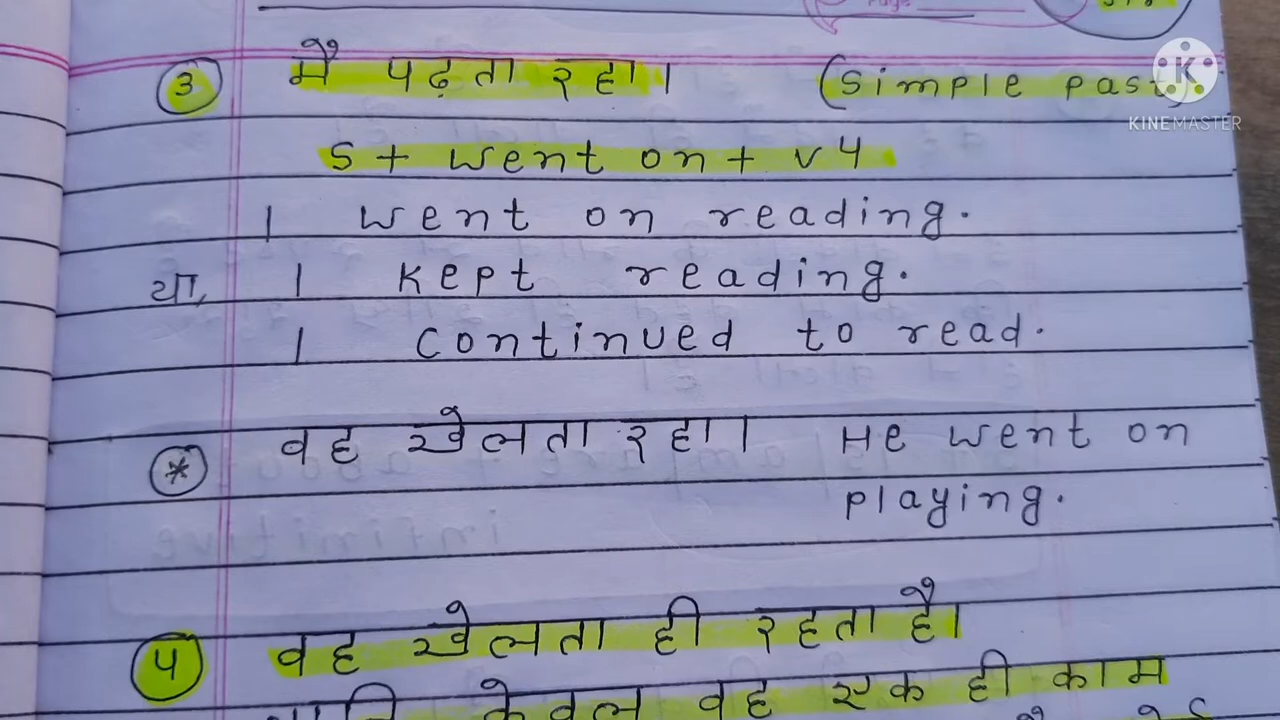 ③ मैं पढ़ता रहा। (simple past)
S + went on + v4
I went on reading.
या, I kept reading.
I continued to read.
* वह खेलता रहा। He went on
playing.
④ वह खेलता ही रहता है।
केवल वह एक ही काम
KINEMASTER